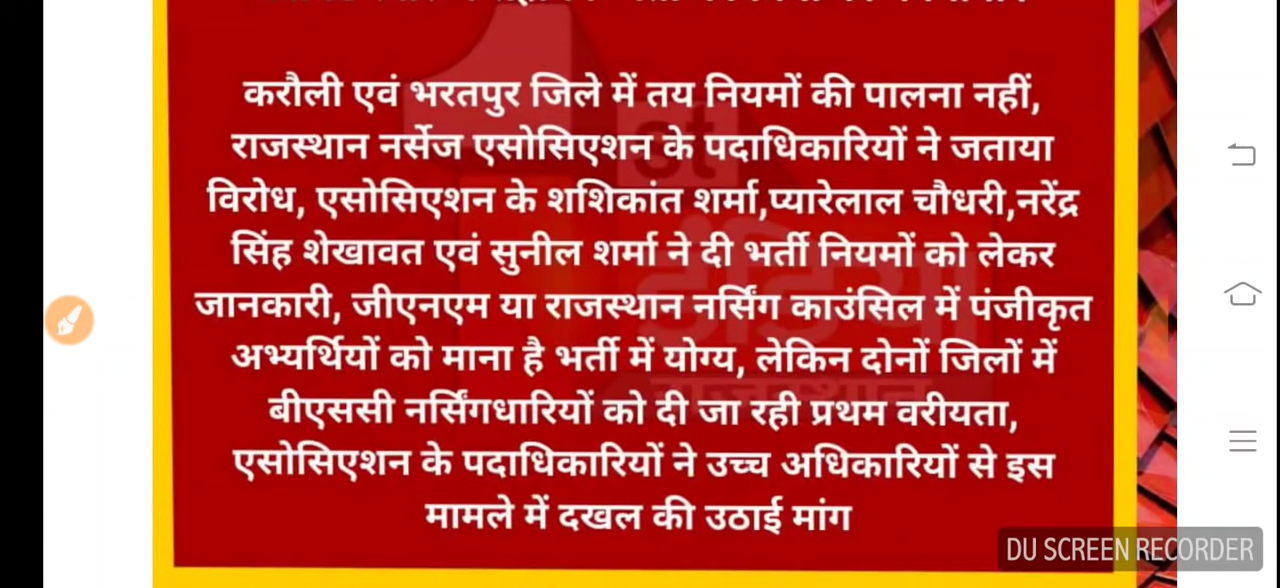 करौली एवं भरतपुर जिले में तय नियमों की पालना नहीं,
राजस्थान नर्सेज एसोसिएशन के पदाधिकारियों ने जताया
विरोध, एसोसिएशन के शशिकांत शर्मा,प्यारेलाल चौधरी,नरेंद्र
सिंह शेखावत एवं सुनील शर्मा ने दी भर्ती नियमों को लेकर
जानकारी, जीएनएम या राजस्थान नर्सिंग काउंसिल में पंजीकृत
अभ्यर्थियों को माना है भर्ती में योग्य, लेकिन दोनों जिलों में
बीएससी नर्सिंगधारियों को दी जा रही प्रथम वरीयता,
एसोसिएशन के पदाधिकारियों ने उच्च अधिकारियों से इस
मामले में दखल की उठाई मांग
1st
इंडिया
राजस्थान
DU SCREEN RECORDER